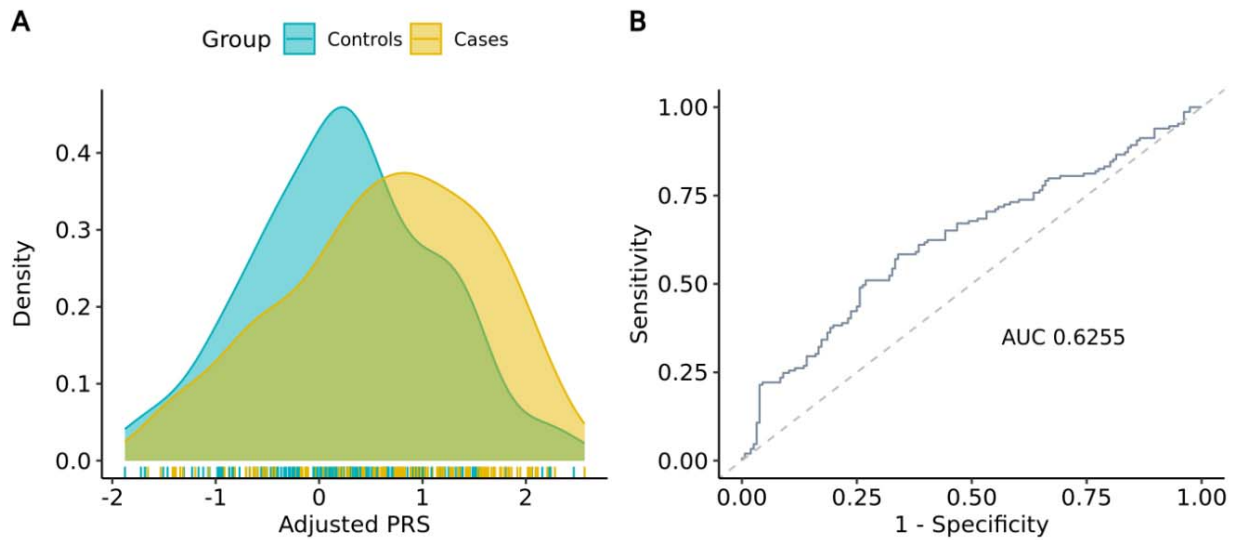 A
Group Controls Cases
Density
0.4
0.3
0.2
0.1
0.0
-2 -1 0 1 2
Adjusted PRS
B
Sensitivity
1.00
0.75
0.50
0.25
0.00
AUC 0.6255
0.00 0.25 0.50 0.75 1.00
1 - Specificity